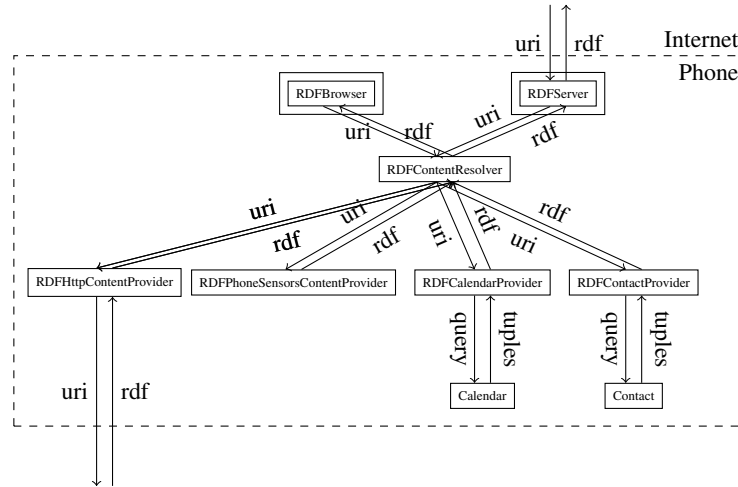 uri rdf
Internet
Phone
RDFBrowser
RDFServer
uri rdf
uri rdf
RDFContentResolver
uri rdf
uri rdf
uri rdf
uri rdf
RDFHttpContentProvider
RDFPhoneSensorsContentProvider
RDFCalendarProvider
RDFContactProvider
query tuples
query tuples
uri rdf
Calendar
Contact